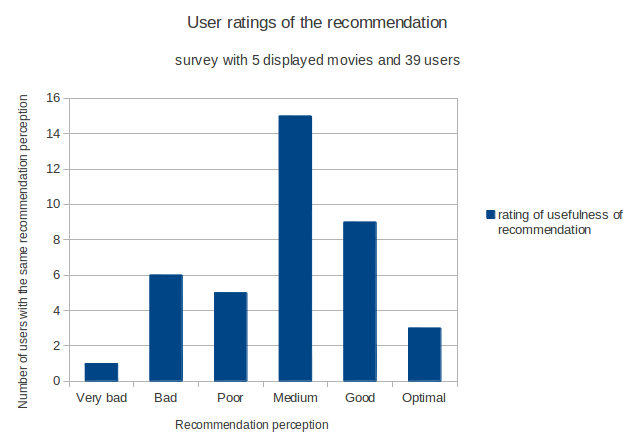 User ratings of the recommendation
survey with 5 displayed movies and 39 users
Number of users with the same recommendation perception
16
14
12
10
8
6
4
2
0
Very bad Bad Poor Medium Good Optimal
Recommendation perception
rating of usefulness of
recommendation